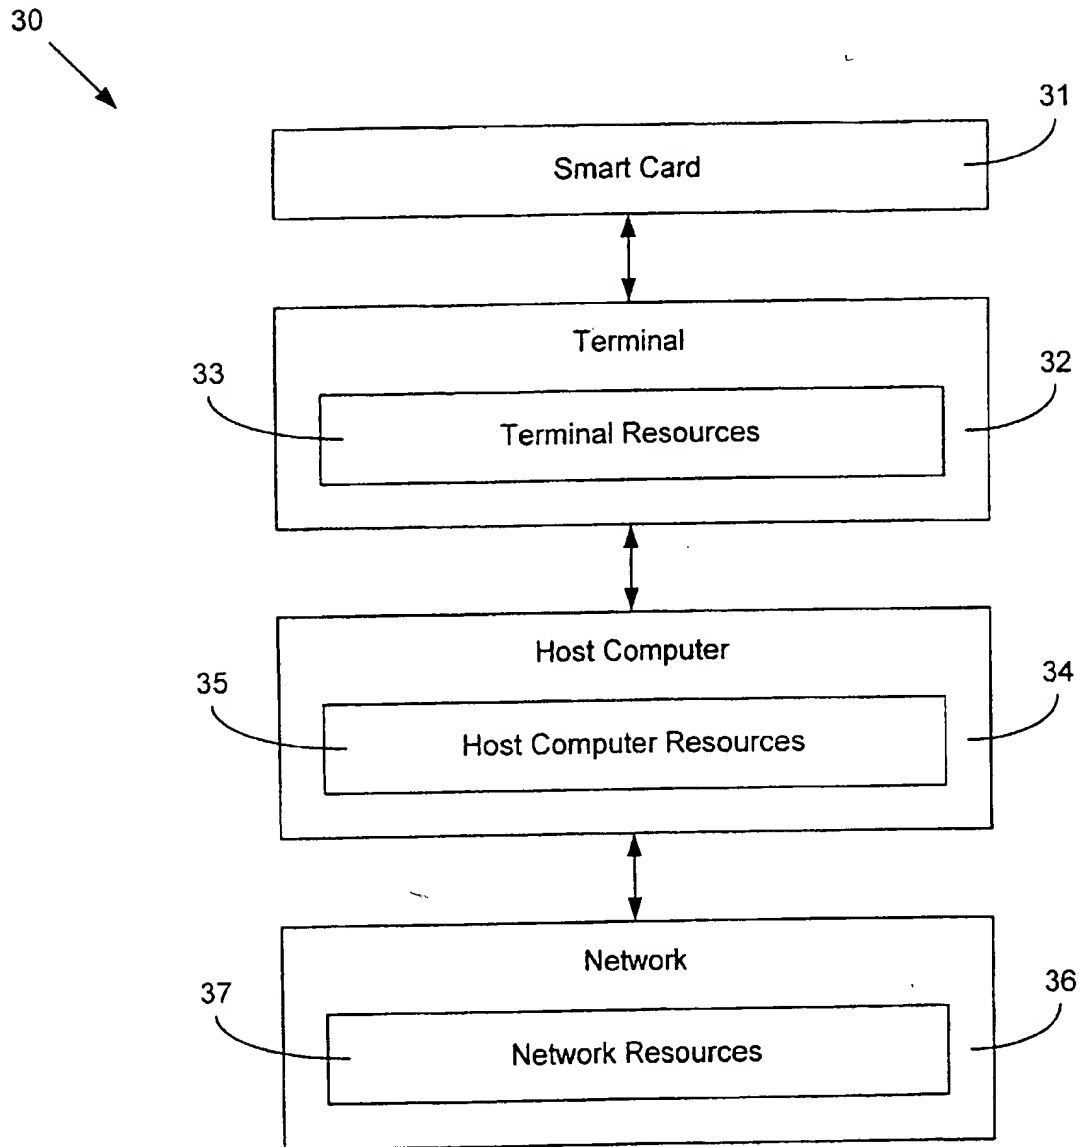 30
31
Smart Card
Terminal
33
32
Terminal Resources
Host Computer
35
34
Host Computer Resources
Network
37
36
Network Resources